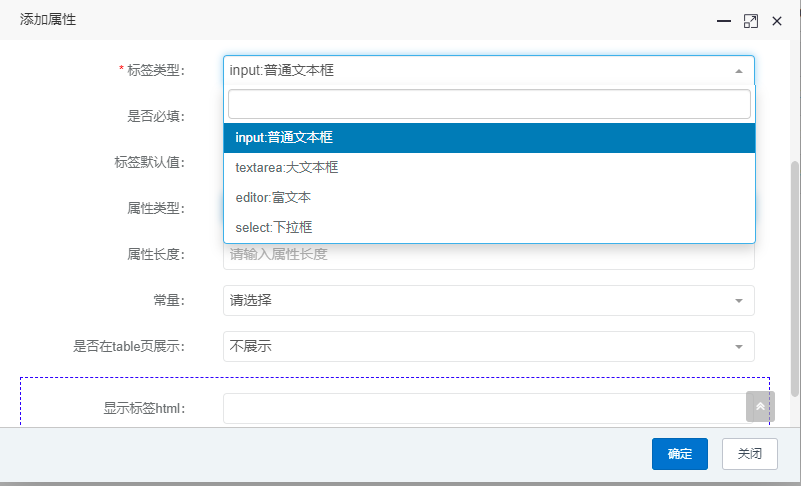 添加属性
* 标签类型：
input:普通文本框
input:普通文本框
是否必填：
textarea:大文本框
标签默认值：
editor:富文本
属性类型：
select:下拉框
属性长度：
请输入属性长度
常量：
请选择
是否在table页展示：
不展示
显示标签html：
确定
关闭